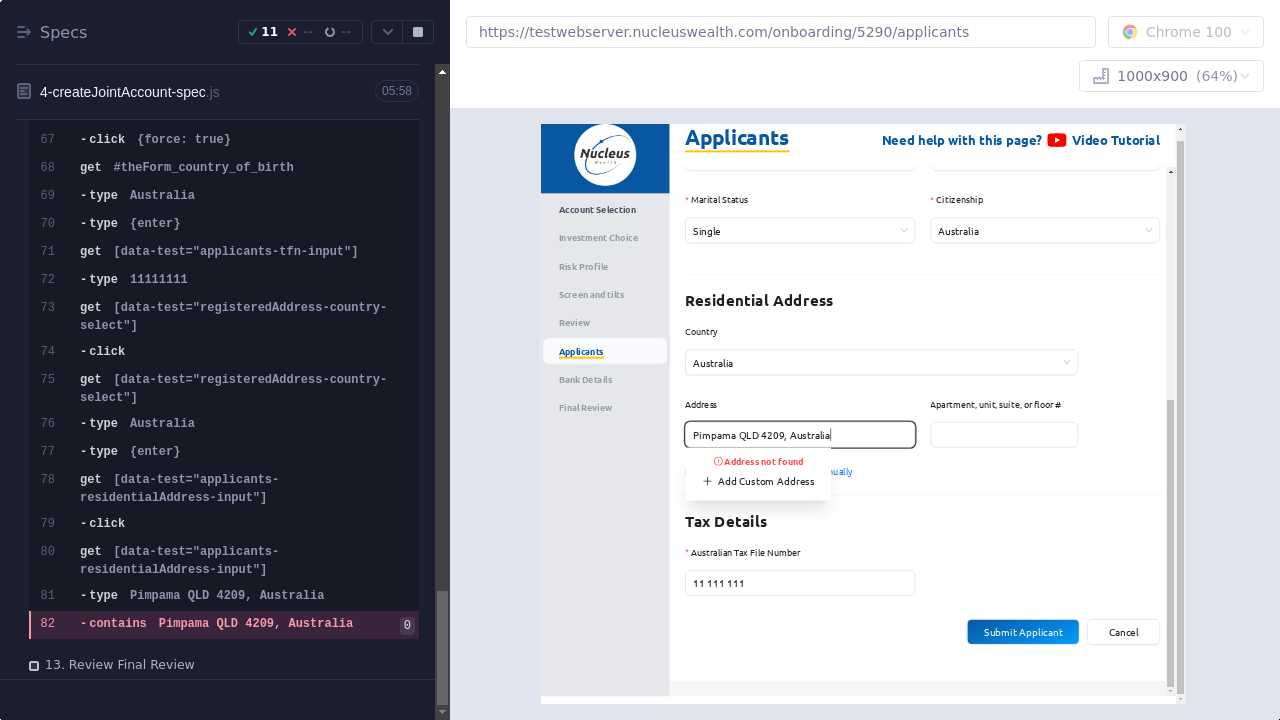 Specs
11
--
--
4-createJointAccount-spec.js
05:58
67 -click {force: true}
68 get #theForm_country_of_birth
69 -type Australia
70 -type {enter}
71 get [data-test="applicants-tfn-input"]
72 -type 11111111
73 get [data-test="registeredAddress-country-
select"]
74 -click
75 get [data-test="registeredAddress-country-
select"]
76 -type Australia
77 -type {enter}
78 get [data-test="applicants-
residentialAddress-input"]
79 -click
80 get [data-test="applicants-
residentialAddress-input"]
81 -type Pimpama QLD 4209, Australia
82 -contains Pimpama QLD 4209, Australia 0
13. Review Final Review
https://testwebserver.nucleuswealth.com/onboarding/5290/applicants
Chrome 100
1000x900 (64%)
Nucleus
Wealth
Account Selection
Investment Choice
Risk Profile
Screen and tilts
Review
Applicants
Bank Details
Final Review
Applicants
Need help with this page? Video Tutorial
* Marital Status
* Citizenship
Single
Australia
Residential Address
Country
Australia
Address
Apartment, unit, suite, or floor #
Pimpama QLD 4209, Australia
Address not found
nually
+ Add Custom Address
Tax Details
* Australian Tax File Number
11 111 111
Submit Applicant
Cancel